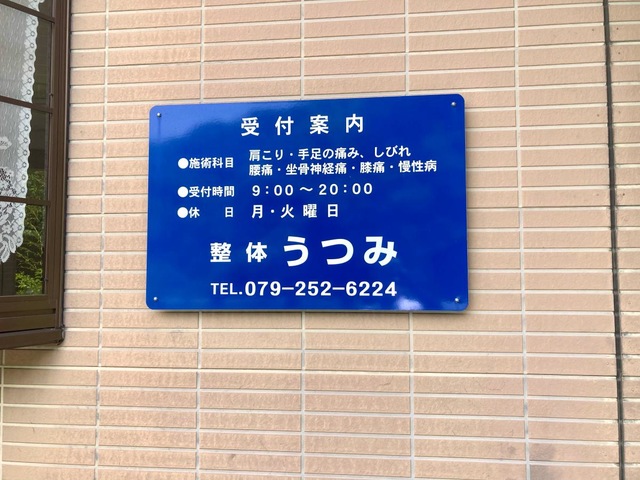 受付案内
●施術科目 肩こり・手足の痛み、しびれ
腰痛・坐骨神経痛・膝痛・慢性病
●受付時間 9:00～20:00
●休 日 月・火曜日
整体 うつみ
TEL.079-252-6224